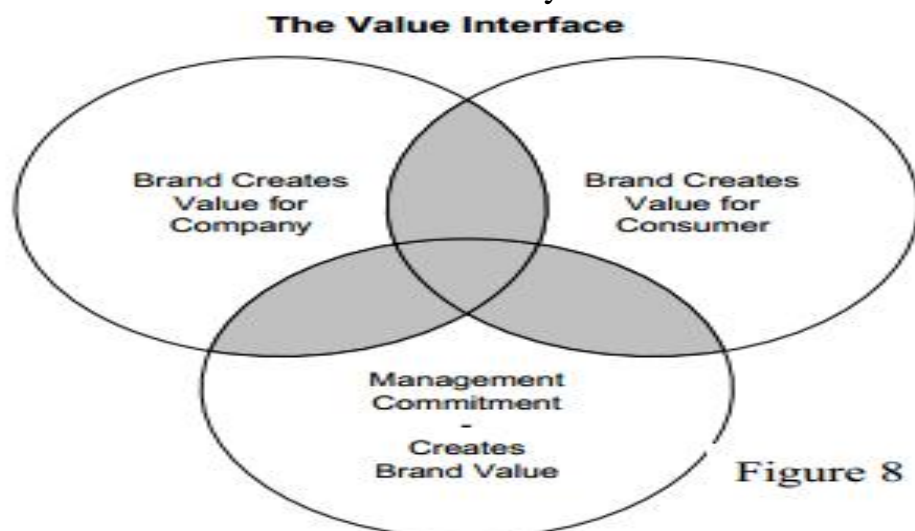 The Value Interface
Brand Creates
Value for
Company
Brand Creates
Value for
Consumer
Management
Commitment
-
Creates
Brand Value
Figure 8